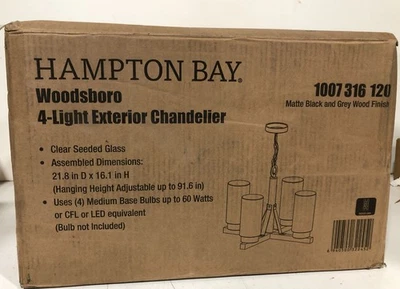 HAMPTON BAY®
Woodsboro
4-Light Exterior Chandelier
1007 316 120
Matte Black and Grey Wood Finish
• Clear Seeded Glass
• Assembled Dimensions:
21.8 in D x 16.1 in H
(Hanging Height Adjustable up to 91.6 in)
• Uses (4) Medium Base Bulbs up to 60 Watts
or CFL or LED equivalent
(Bulb not Included)